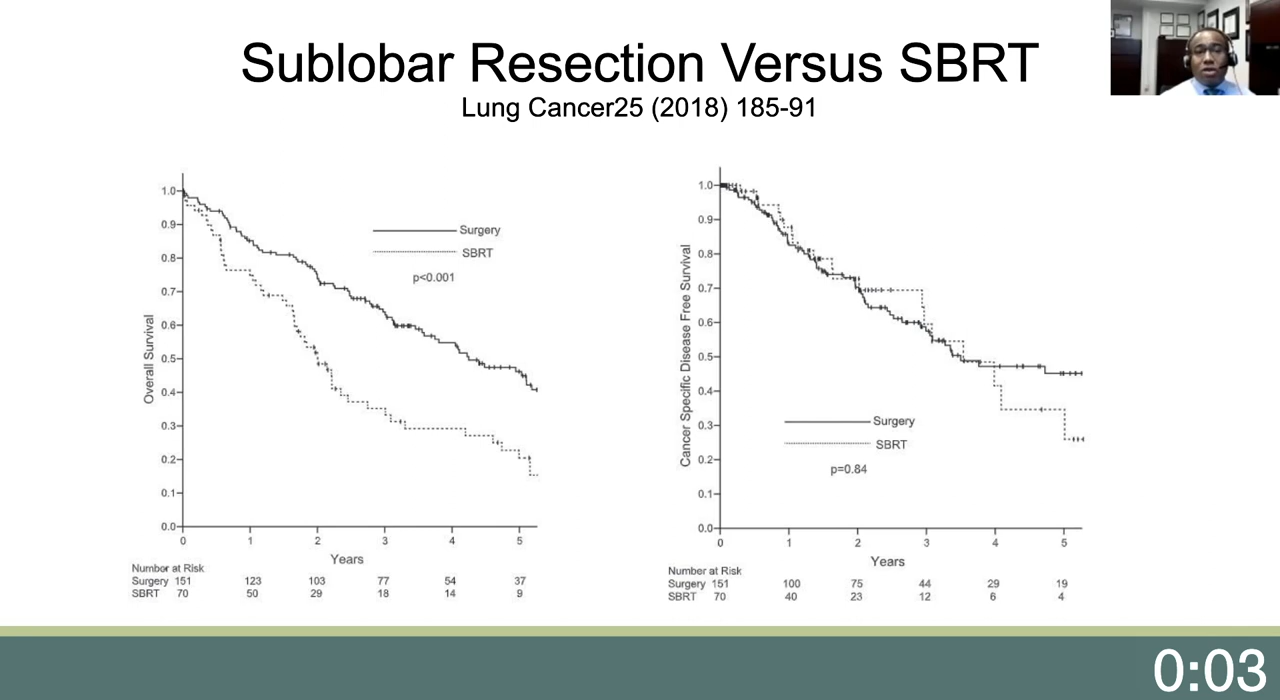 Sublobar Resection Versus SBRT
Lung Cancer25 (2018) 185-91
Overall Survival
1.0
0.9
0.8
0.7
0.6
0.5
0.4
0.3
0.2
0.1
0.0
Surgery
SBRT
p<0.001
0 1 2 3 4 5
Years
Number at Risk
Surgery 151 123 103 77 54 37
SBRT 70 50 29 18 14 9
Cancer Specific Disease Free Survival
1.0
0.9
0.8
0.7
0.6
0.5
0.4
0.3
0.2
0.1
0.0
Surgery
SBRT
p=0.84
0 1 2 3 4 5
Years
Number at Risk
Surgery 151 100 75 44 29 19
SBRT 70 40 23 12 6 4
0:03